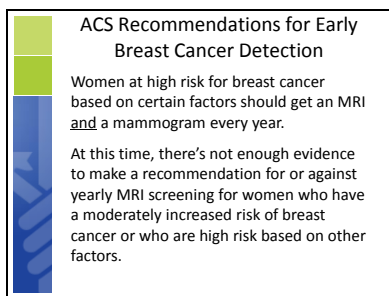 ACS Recommendations for Early
Breast Cancer Detection
Women at high risk for breast cancer
based on certain factors should get an MRI
and a mammogram every year.
At this time, there’s not enough evidence
to make a recommendation for or against
yearly MRI screening for women who have
a moderately increased risk of breast
cancer or who are high risk based on other
factors.